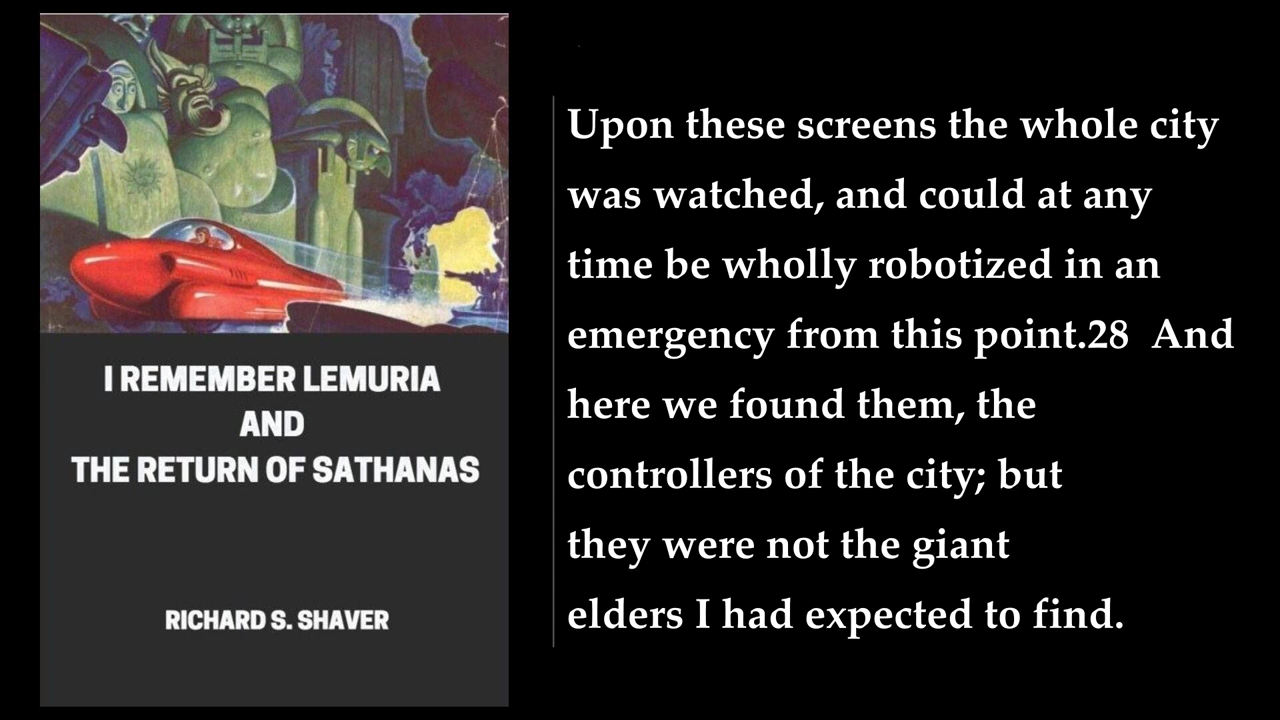 I REMEMBER LEMURIA
AND
THE RETURN OF SATHANAS
RICHARD S. SHAVER
Upon these screens the whole city
was watched, and could at any
time be wholly robotized in an
emergency from this point.28  And
here we found them, the
controllers of the city; but
they were not the giant
elders I had expected to find.